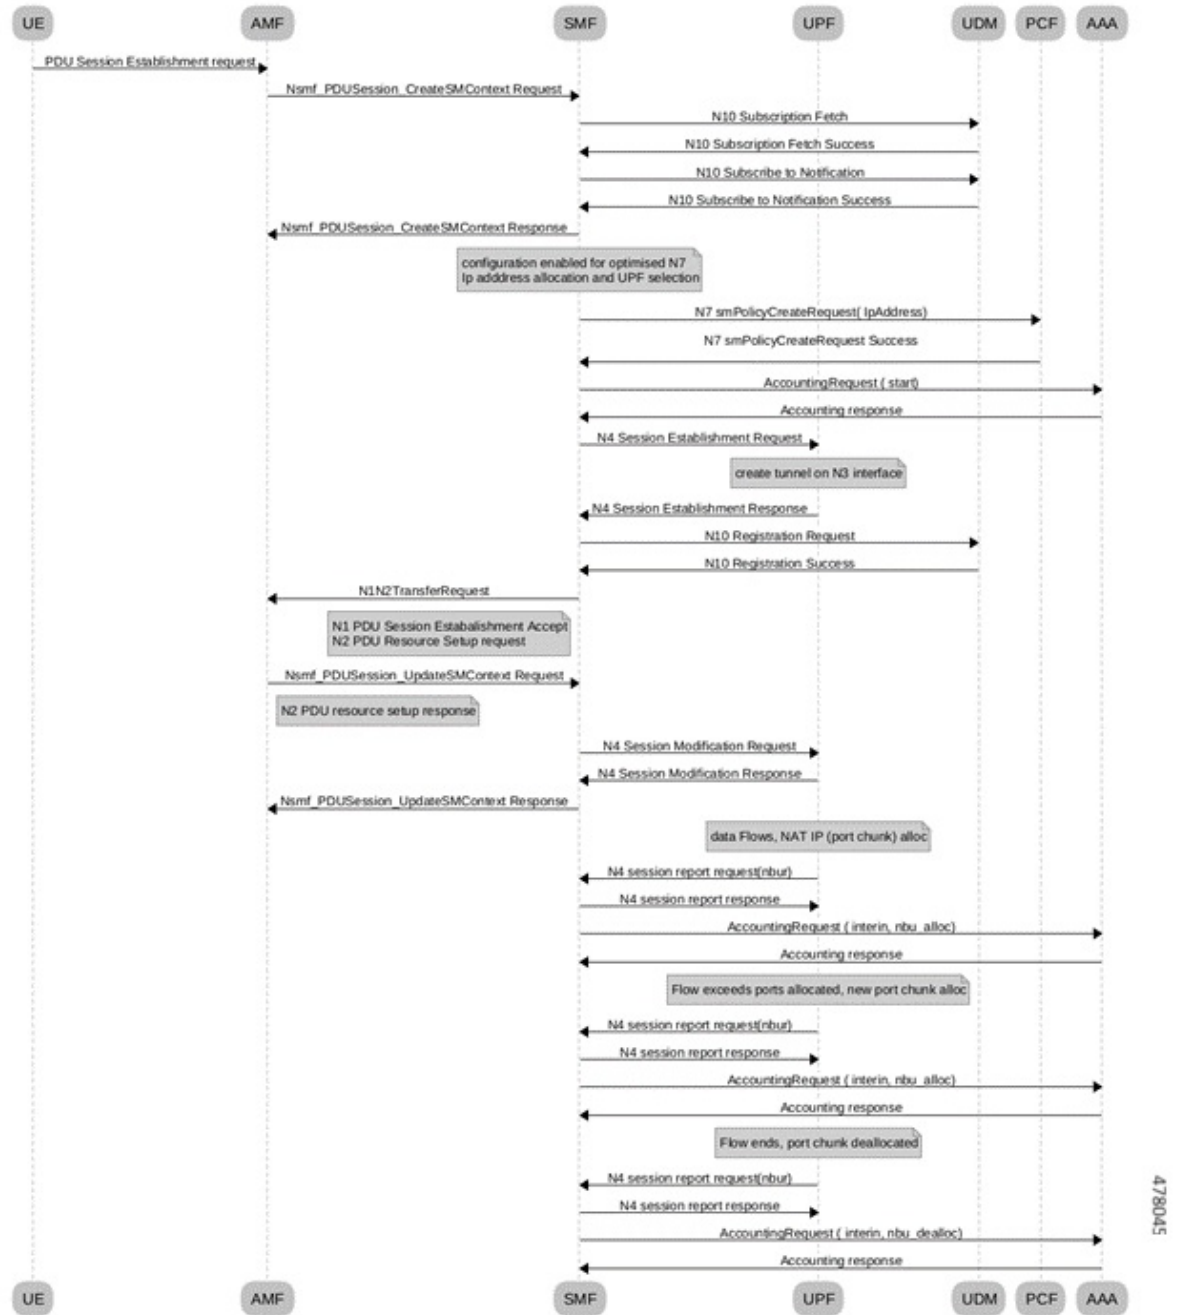 UE AMF SMF UPF UDM PCF AAA
PDU Session Establishment request
Nsmf_PDUSession_CreateSMContext Request
N10 Subscription Fetch
N10 Subscription Fetch Success
N10 Subscribe to Notification
N10 Subscribe to Notification Success
Nsmf_PDUSession_CreateSMContext Response
configuration enabled for optimised N7
Ip adddress allocation and UPF selection
N7 smPolicyCreateRequest( IpAddress)
N7 smPolicyCreateRequest Success
AccountingRequest ( start)
Accounting response
N4 Session Establishment Request
create tunnel on N3 interface
N4 Session Establishment Response
N10 Registration Request
N10 Registration Success
N1N2TransferRequest
N1 PDU Session Estabalishment Accept
N2 PDU Resource Setup request
Nsmf_PDUSession_UpdateSMContext Request
N2 PDU resource setup response
N4 Session Modification Request
N4 Session Modification Response
Nsmf_PDUSession_UpdateSMContext Response
data Flows, NAT IP (port chunk) alloc
N4 session report request(nbur)
N4 session report response
AccountingRequest ( interin, nbu_alloc)
Accounting response
Flow exceeds ports allocated, new port chunk alloc
N4 session report request(nbur)
N4 session report response
AccountingRequest ( interin, nbu_alloc)
Accounting response
Flow ends, port chunk deallocated
N4 session report request(nbur)
N4 session report response
AccountingRequest ( interin, nbu_dealloc)
Accounting response
UE AMF SMF UPF UDM PCF AAA
478045